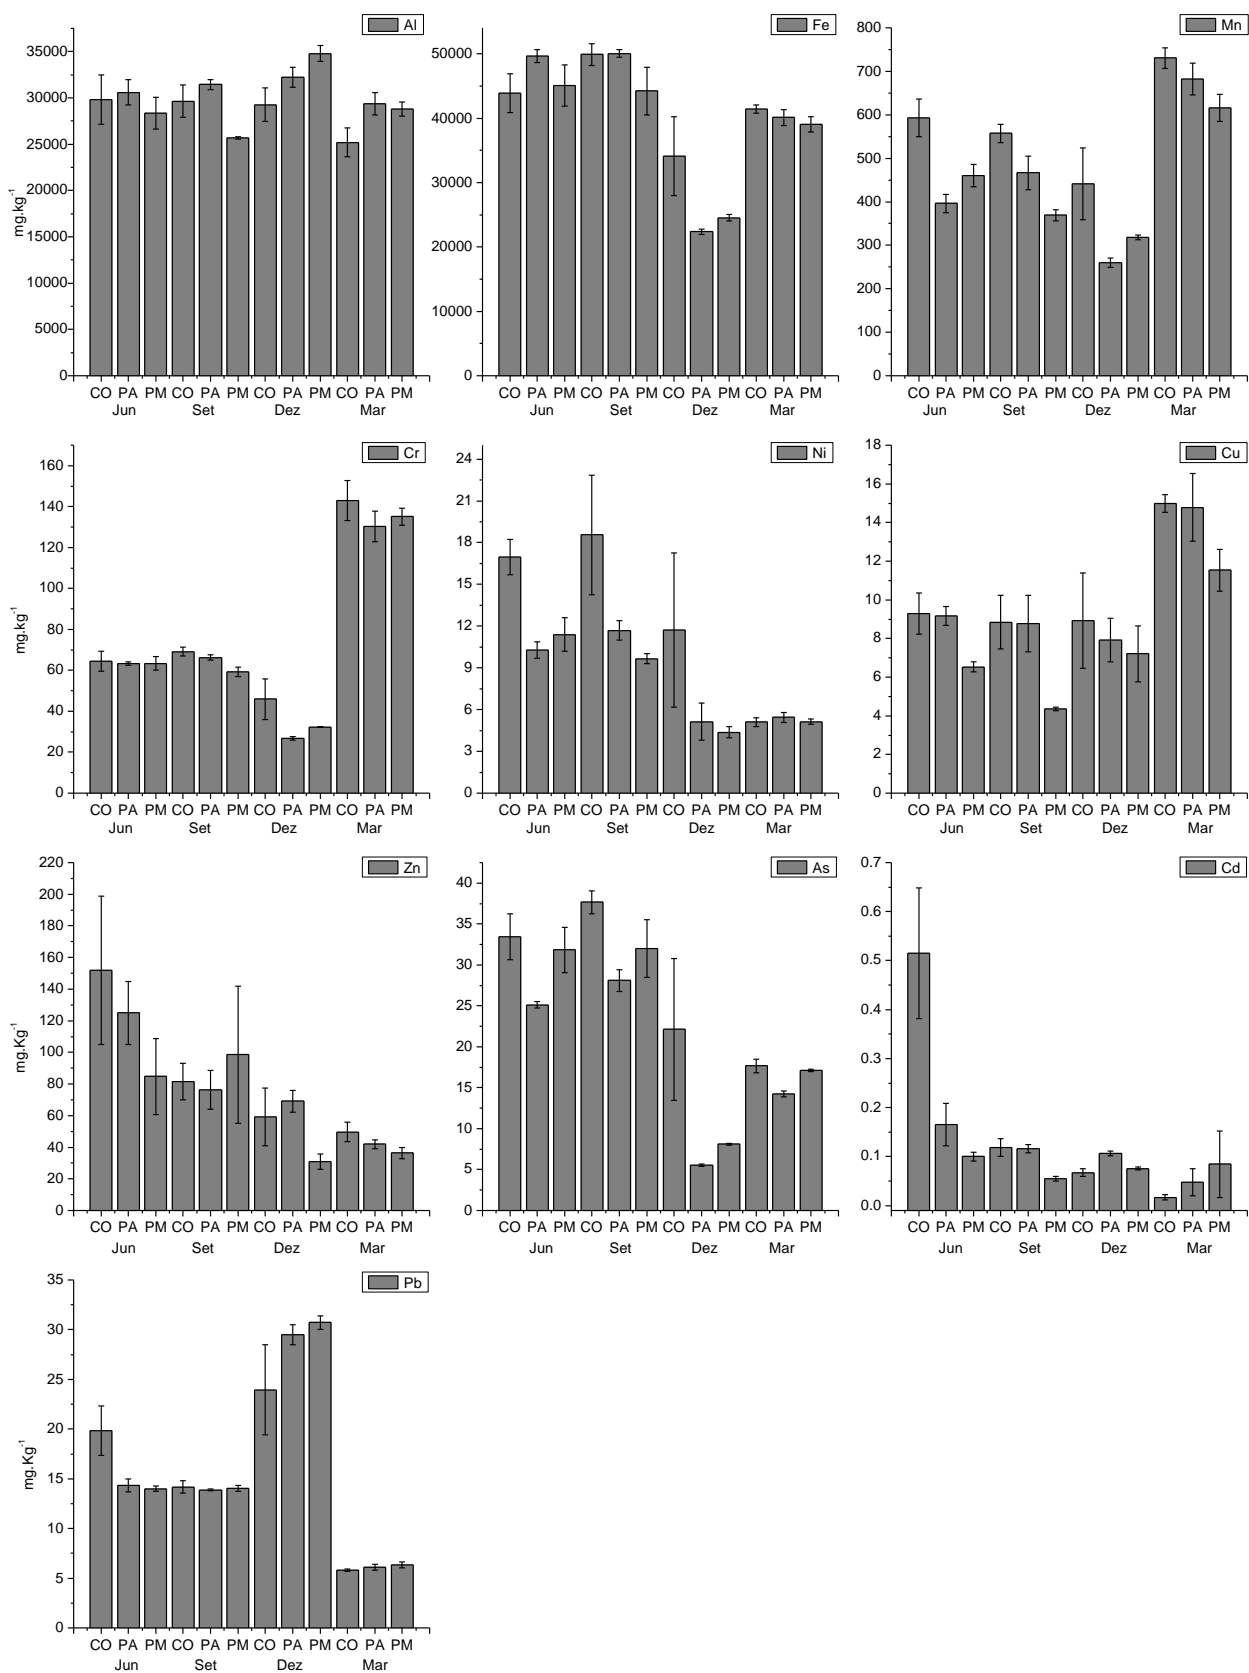 Al
35000
30000
25000
20000
15000
10000
5000
0
mg.kg-1
CO PA PM CO PA PM CO PA PM CO PA PM
Jun Set Dez Mar
Fe
50000
40000
30000
20000
10000
0
CO PA PM CO PA PM CO PA PM CO PA PM
Jun Set Dez Mar
Mn
800
700
600
500
400
300
200
100
0
CO PA PM CO PA PM CO PA PM CO PA PM
Jun Set Dez Mar
Cr
160
140
120
100
80
60
40
20
0
mg.kg-1
CO PA PM CO PA PM CO PA PM CO PA PM
Jun Set Dez Mar
Ni
24
21
18
15
12
9
6
3
0
CO PA PM CO PA PM CO PA PM CO PA PM
Jun Set Dez Mar
Cu
18
16
14
12
10
8
6
4
2
0
CO PA PM CO PA PM CO PA PM CO PA PM
Jun Set Dez Mar
Zn
220
200
180
160
140
120
100
80
60
40
20
0
mg.Kg-1
CO PA PM CO PA PM CO PA PM CO PA PM
Jun Set Dez Mar
As
40
35
30
25
20
15
10
5
0
CO PA PM CO PA PM CO PA PM CO PA PM
Jun Set Dez Mar
Cd
0.7
0.6
0.5
0.4
0.3
0.2
0.1
0.0
CO PA PM CO PA PM CO PA PM CO PA PM
Jun Set Dez Mar
Pb
35
30
25
20
15
10
5
0
mg.Kg-1
CO PA PM CO PA PM CO PA PM CO PA PM
Jun Set Dez Mar